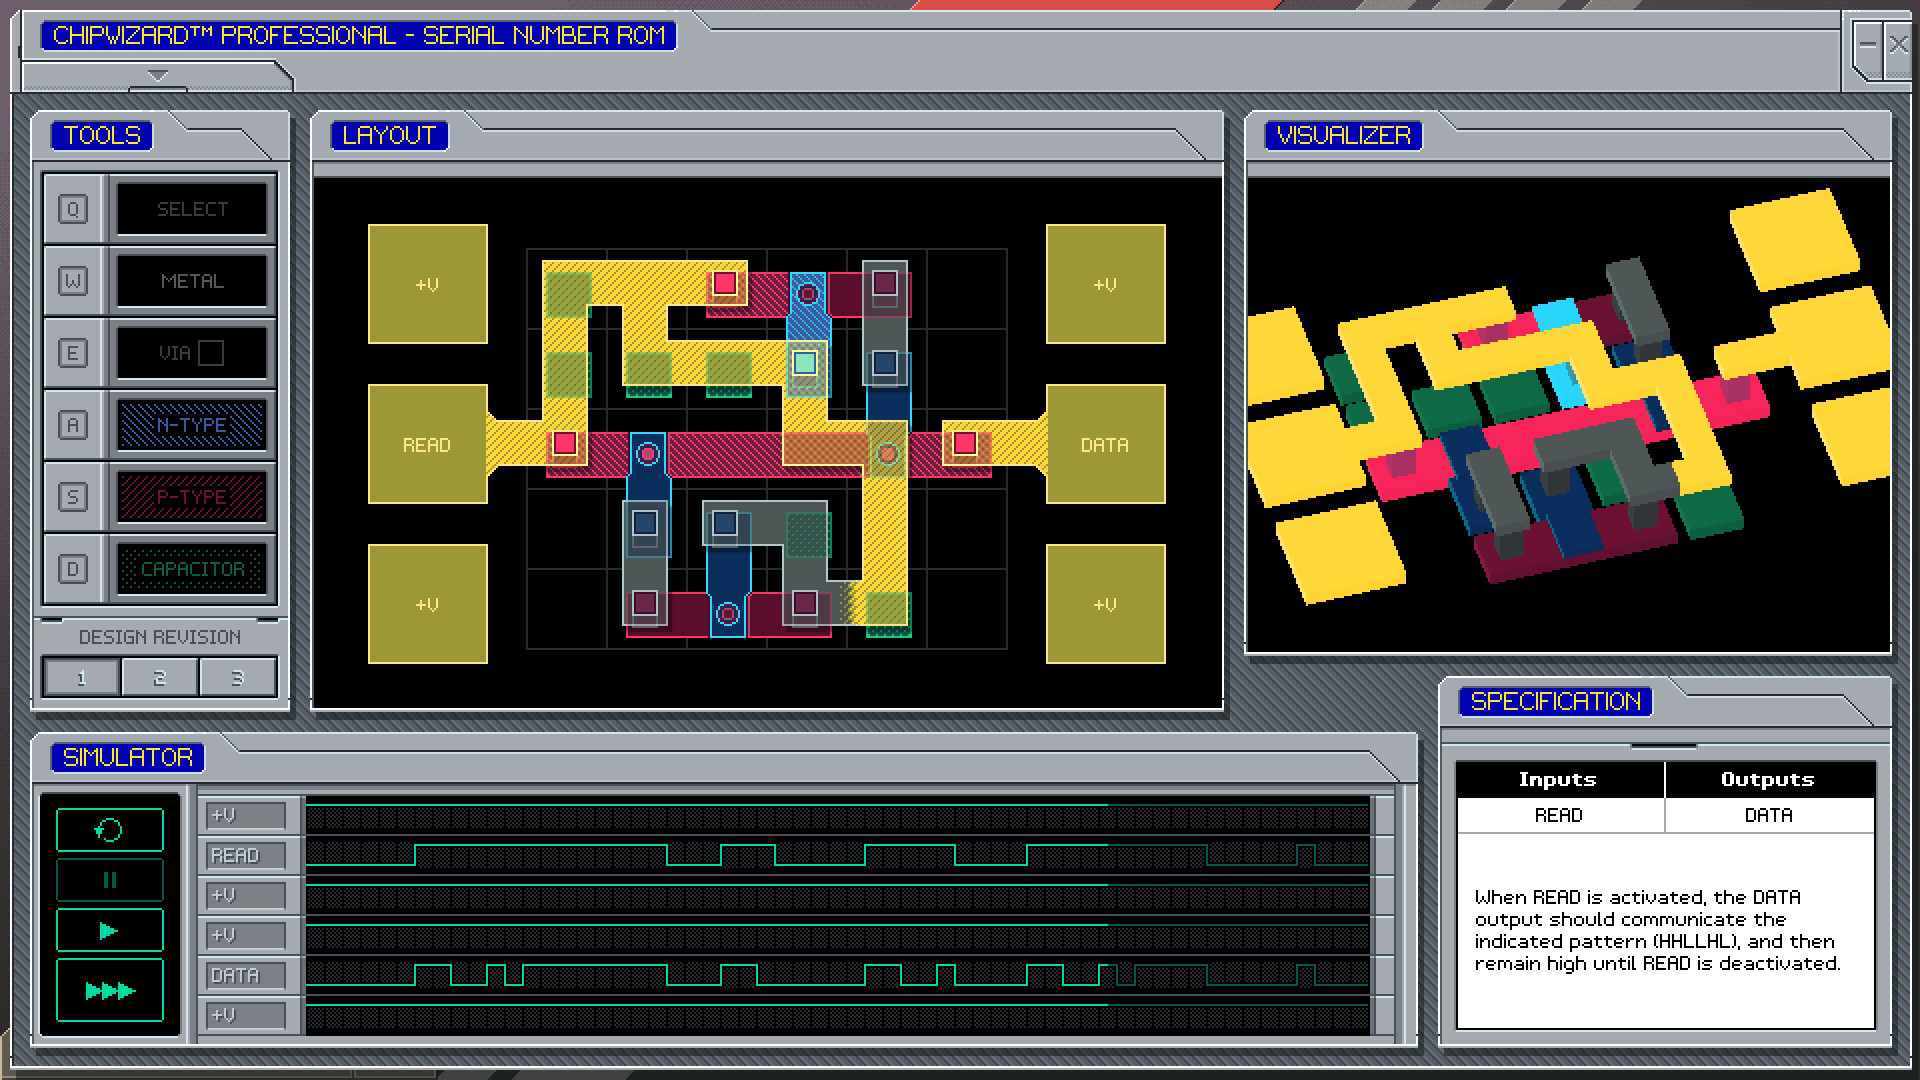 CHIPWIZARD™ PROFESSIONAL - SERIAL NUMBER ROM
TOOLS
Q SELECT
W METAL
E VIA
A N-TYPE
S P-TYPE
D CAPACITOR
DESIGN REVISION
1 2 3
LAYOUT
+V +V
READ DATA
+V +V
VISUALIZER
SIMULATOR
+V
READ
+V
+V
DATA
+V
SPECIFICATION
Inputs Outputs
READ DATA
When READ is activated, the DATA
output should communicate the
indicated pattern (HHLLHL), and then
remain high until READ is deactivated.